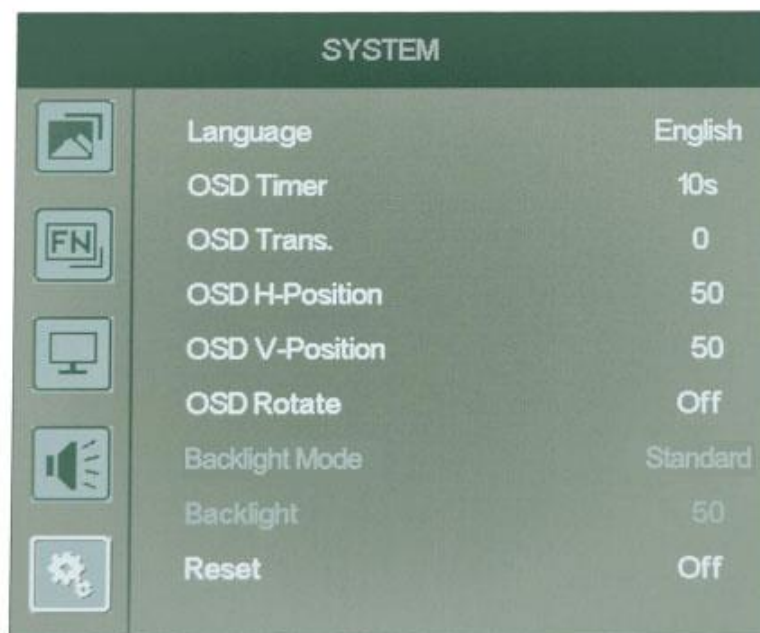 SYSTEM
Language English
OSD Timer 10s
FN
OSD Trans. 0
OSD H-Position 50
OSD V-Position 50
OSD Rotate Off
Backlight Mode Standard
Backlight 50
Reset Off